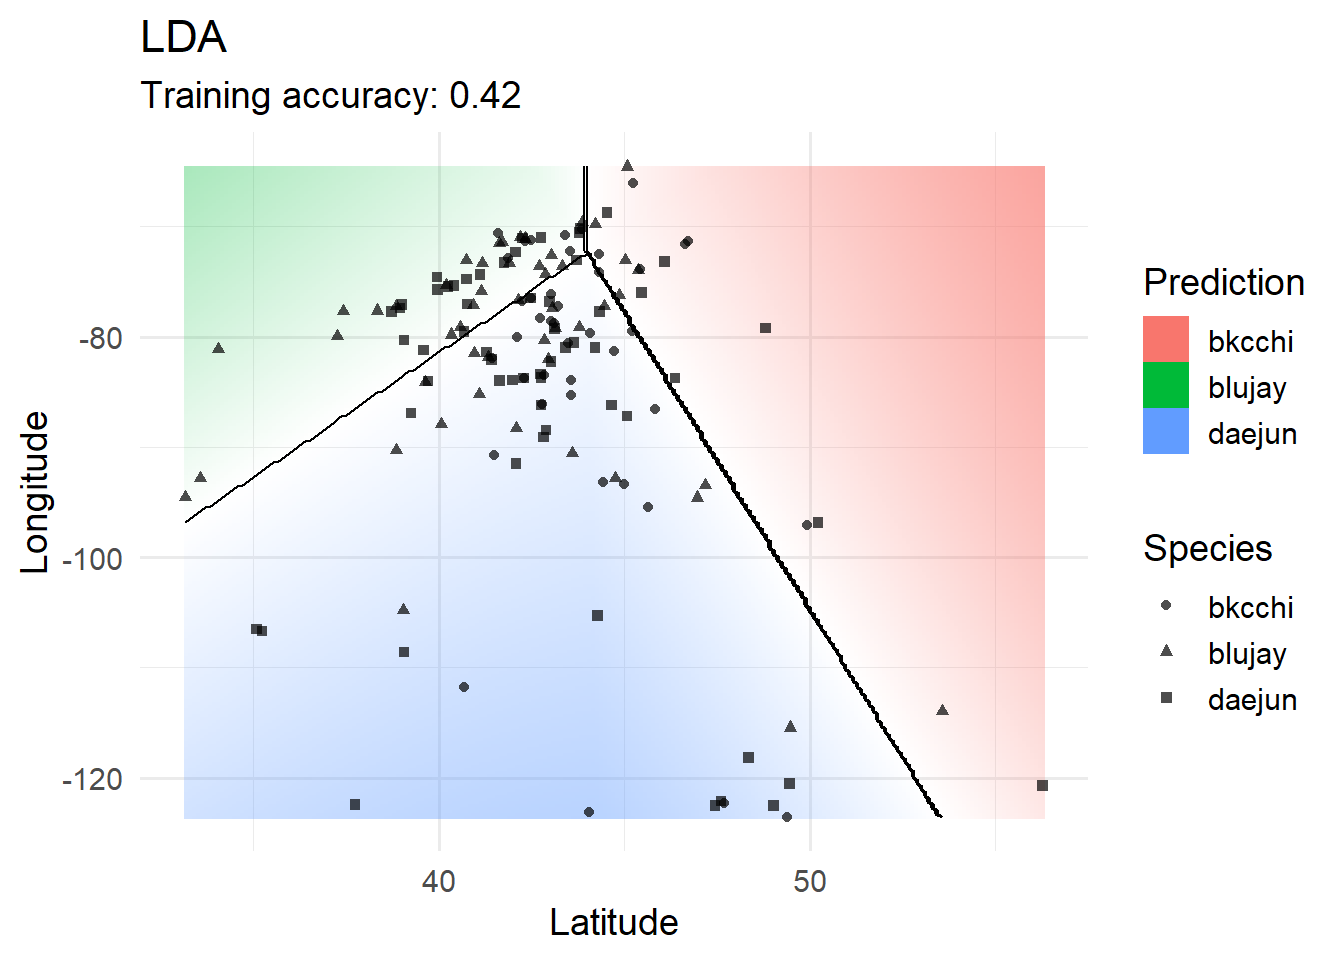 LDA
Training accuracy: 0.42
-80
-100
-120
Longitude
40 50
Latitude
Prediction
bkcchi
blujay
daejun
Species
bkcchi
blujay
daejun